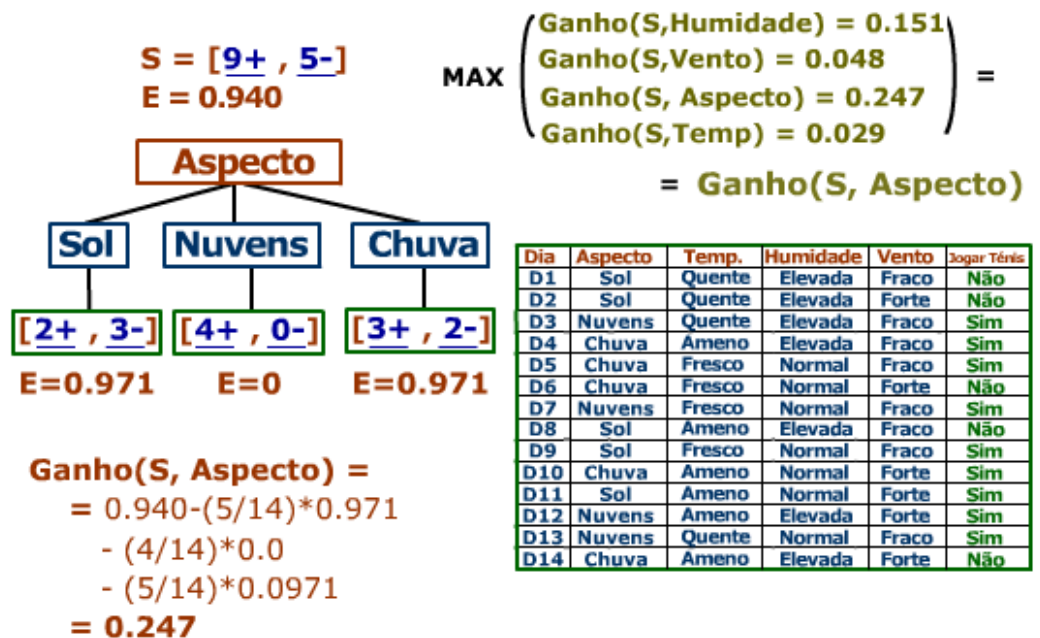 S = [9+ , 5-]
E = 0.940
Aspecto
Sol Nuvens Chuva
[2+ , 3-] [4+ , 0-] [3+ , 2-]
E=0.971 E=0 E=0.971
Ganho(S, Aspecto) =
= 0.940-(5/14)*0.971
- (4/14)*0.0
- (5/14)*0.0971
= 0.247
MAX
Ganho(S,Humidade) = 0.151
Ganho(S,Vento) = 0.048
Ganho(S, Aspecto) = 0.247
Ganho(S,Temp) = 0.029
=
= Ganho(S, Aspecto)
Dia Aspecto Temp. Humidade Vento Jogar Ténis
D1 Sol Quente Elevada Fraco Não
D2 Sol Quente Elevada Forte Não
D3 Nuvens Quente Elevada Fraco Sim
D4 Chuva Ameno Elevada Fraco Sim
D5 Chuva Fresco Normal Fraco Sim
D6 Chuva Fresco Normal Forte Não
D7 Nuvens Fresco Normal Fraco Sim
D8 Sol Ameno Elevada Fraco Não
D9 Sol Fresco Normal Fraco Sim
D10 Chuva Ameno Normal Forte Sim
D11 Sol Ameno Normal Forte Sim
D12 Nuvens Ameno Elevada Forte Sim
D13 Nuvens Quente Normal Fraco Sim
D14 Chuva Ameno Elevada Forte Não